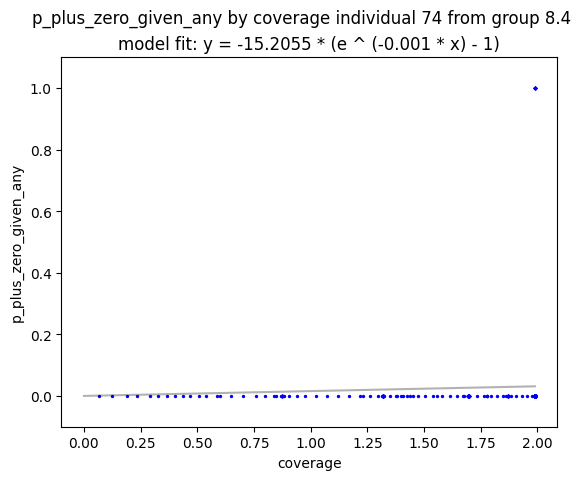 p_plus_zero_given_any by coverage individual 74 from group 8.4
model fit: y = -15.2055 * (e ^ (-0.001 * x) - 1)
1.0
0.8
0.6
0.4
0.2
0.0
p_plus_zero_given_any
0.00 0.25 0.50 0.75 1.00 1.25 1.50 1.75 2.00
coverage